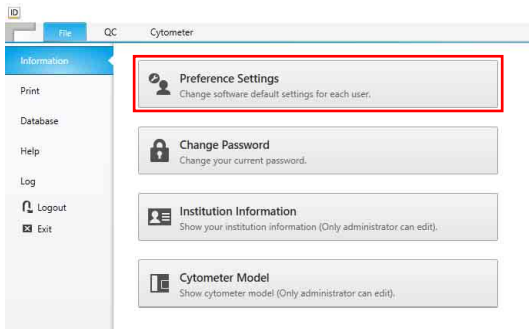 ID
File QC Cytometer
Information
Print
Database
Help
Log
Logout
Exit
Preference Settings
Change software default settings for each user.
Change Password
Change your current password.
Institution Information
Show your institution information (Only administrator can edit).
Cytometer Model
Show cytometer model (Only administrator can edit).